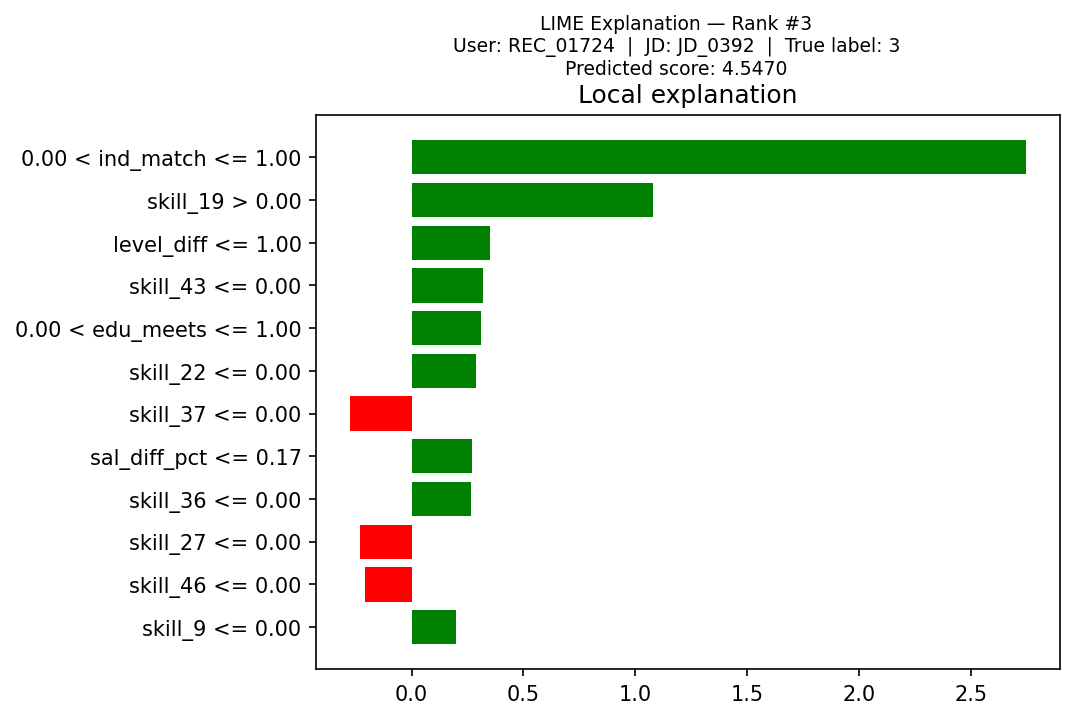 LIME Explanation — Rank #3
User: REC_01724 | JD: JD_0392 | True label: 3
Predicted score: 4.5470
Local explanation
0.00 < ind_match <= 1.00
skill_19 > 0.00
level_diff <= 1.00
skill_43 <= 0.00
0.00 < edu_meets <= 1.00
skill_22 <= 0.00
skill_37 <= 0.00
sal_diff_pct <= 0.17
skill_36 <= 0.00
skill_27 <= 0.00
skill_46 <= 0.00
skill_9 <= 0.00
0.0 0.5 1.0 1.5 2.0 2.5